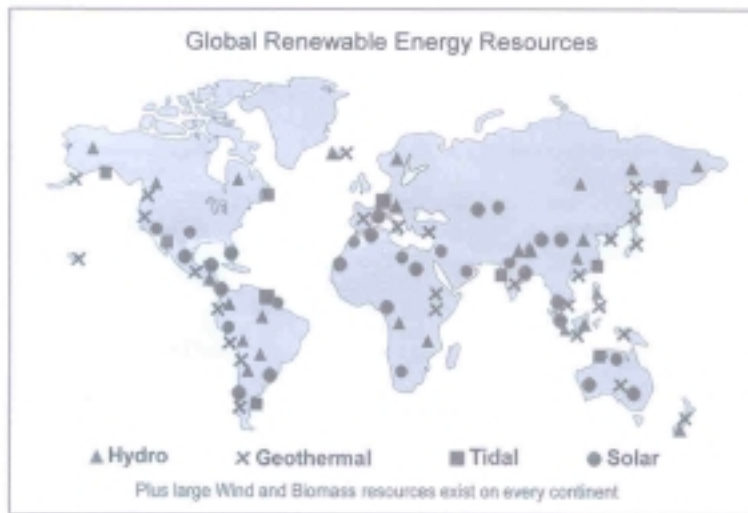 Global Renewable Energy Resources
Hydro Geothermal Tidal Solar
Plus large Wind and Biomass resources exist on every continent